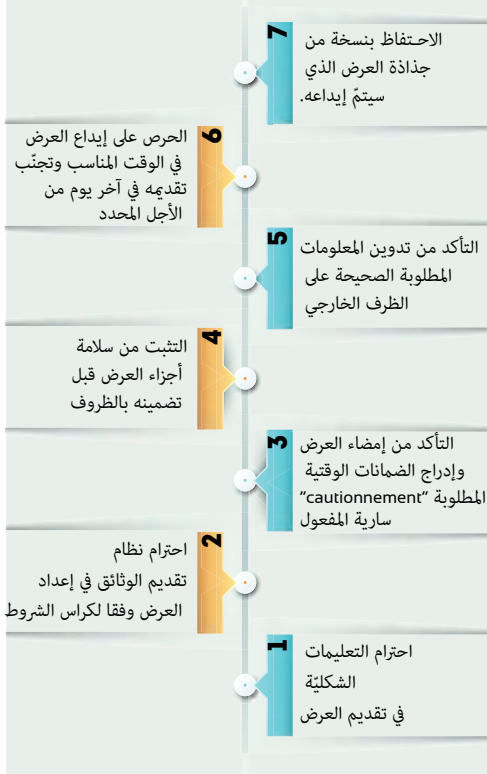 7
الاحتفاظ بنسخة من
جذاذة العرض الذي
سيتمّ إيداعه.
6
الحرص على إيداع العرض
في الوقت المناسب وتجنّب
تقديمه في آخر يوم من
الأجل المحدد
5
التأكد من تدوين المعلومات
المطلوبة الصحيحة على
الظرف الخارجي
4
التثبت من سلامة
أجزاء العرض قبل
تضمينه بالظروف
3
التأكد من إمضاء العرض
وإدراج الضمانات الوقتية
المطلوبة "cautionnement"
سارية المفعول
2
احترام نظام
تقديم الوثائق في إعداد
العرض وفقا لكراس الشروط
1
احترام التعليمات
الشكليّة
في تقديم العرض